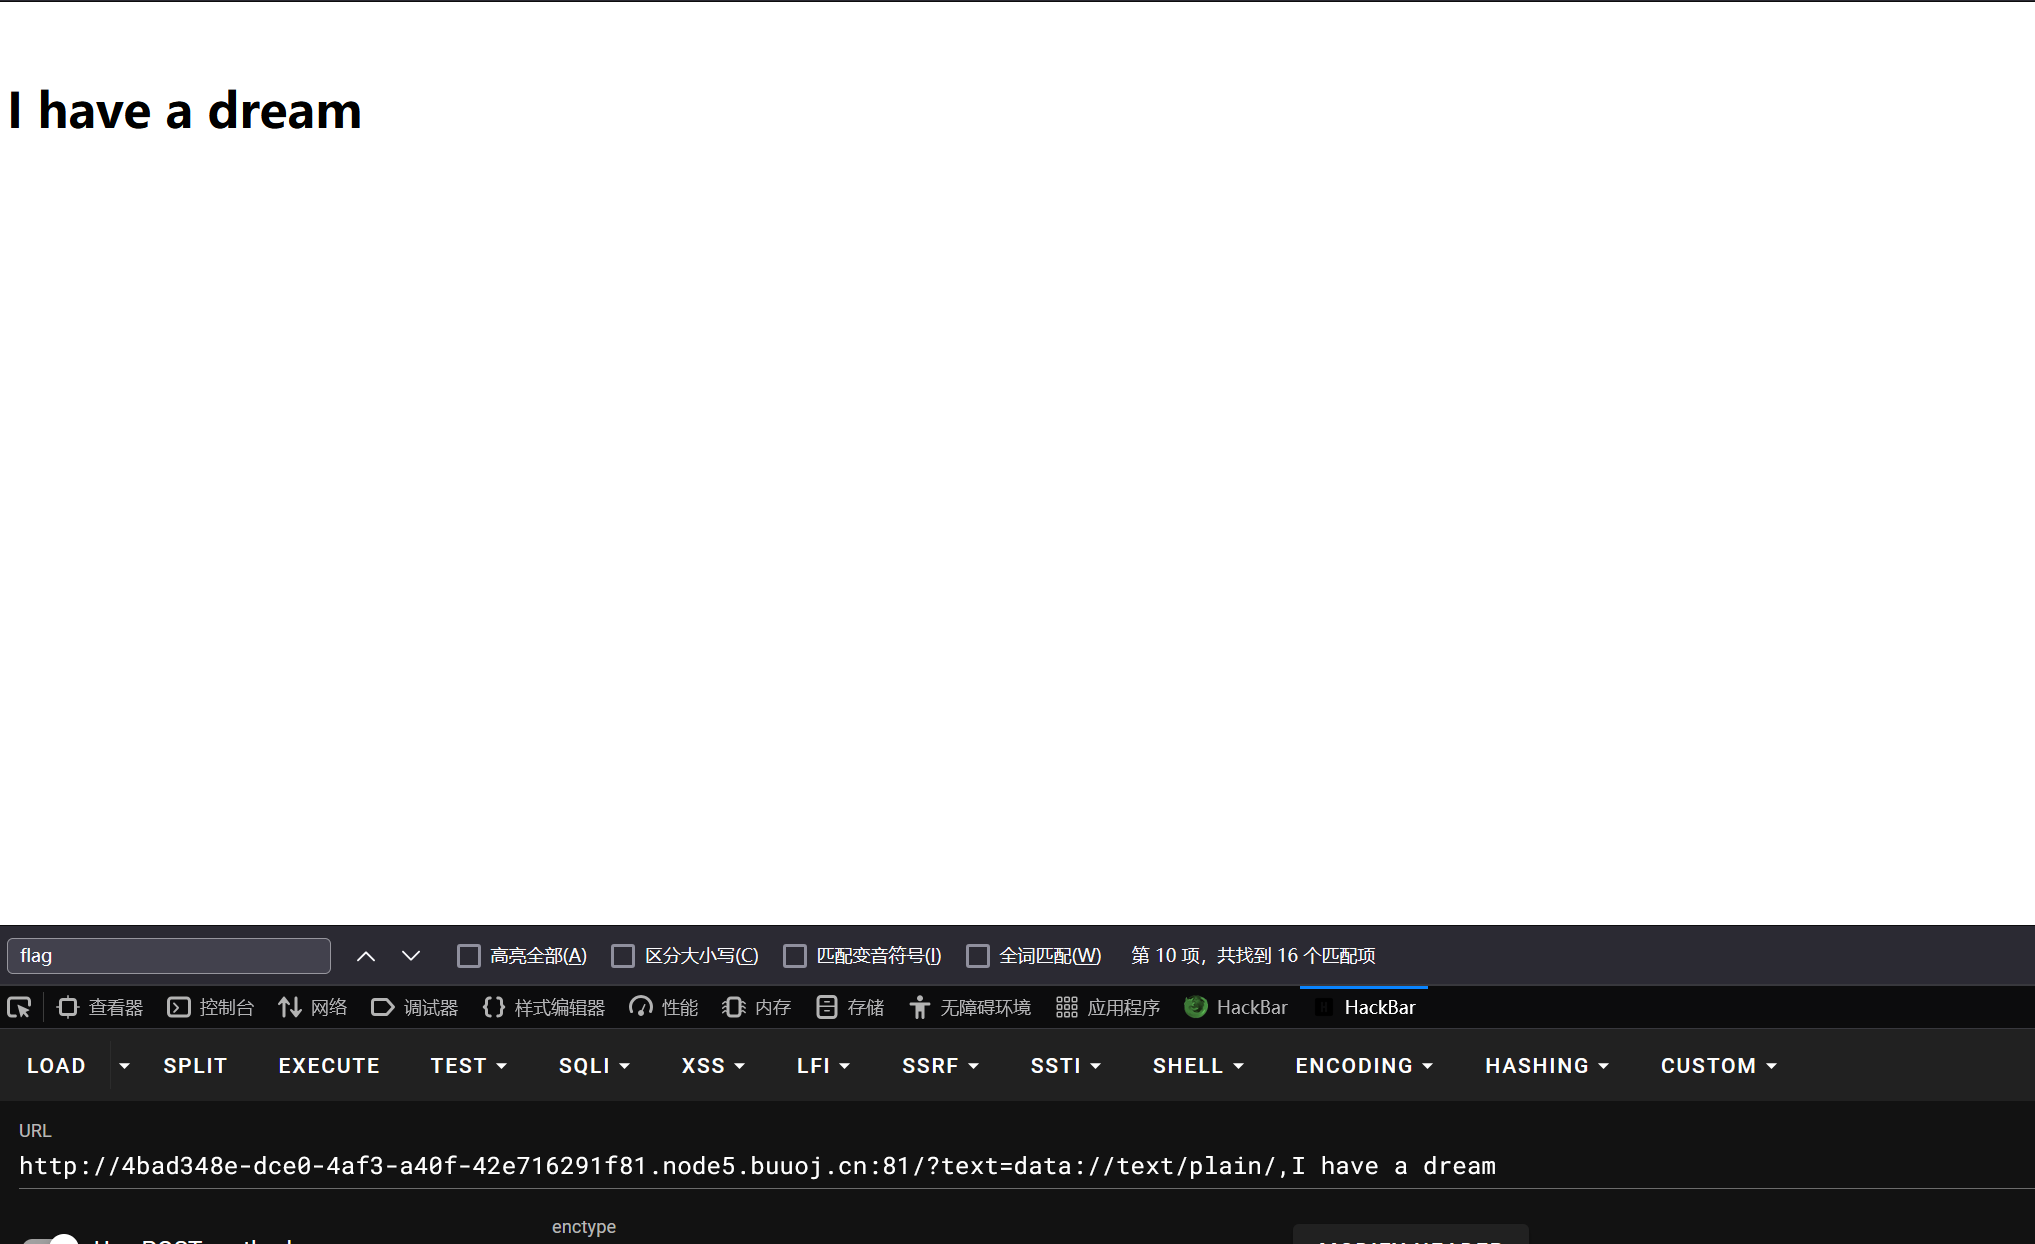 I have a dream
flag 高亮全部(A) 区分大小写(C) 匹配变音符号(I) 全词匹配(W) 第 10 项，共找到 16 个匹配项
查看器 控制台 网络 调试器 样式编辑器 性能 内存 存储 无障碍环境 应用程序 HackBar HackBar
LOAD SPLIT EXECUTE TEST SQLI XSS LFI SSRF SSTI SHELL ENCODING HASHING CUSTOM
URL
http://4bad348e-dce0-4af3-a40f-42e716291f81.node5.buuoj.cn:81/?text=data://text/plain/,I have a dream
enctype